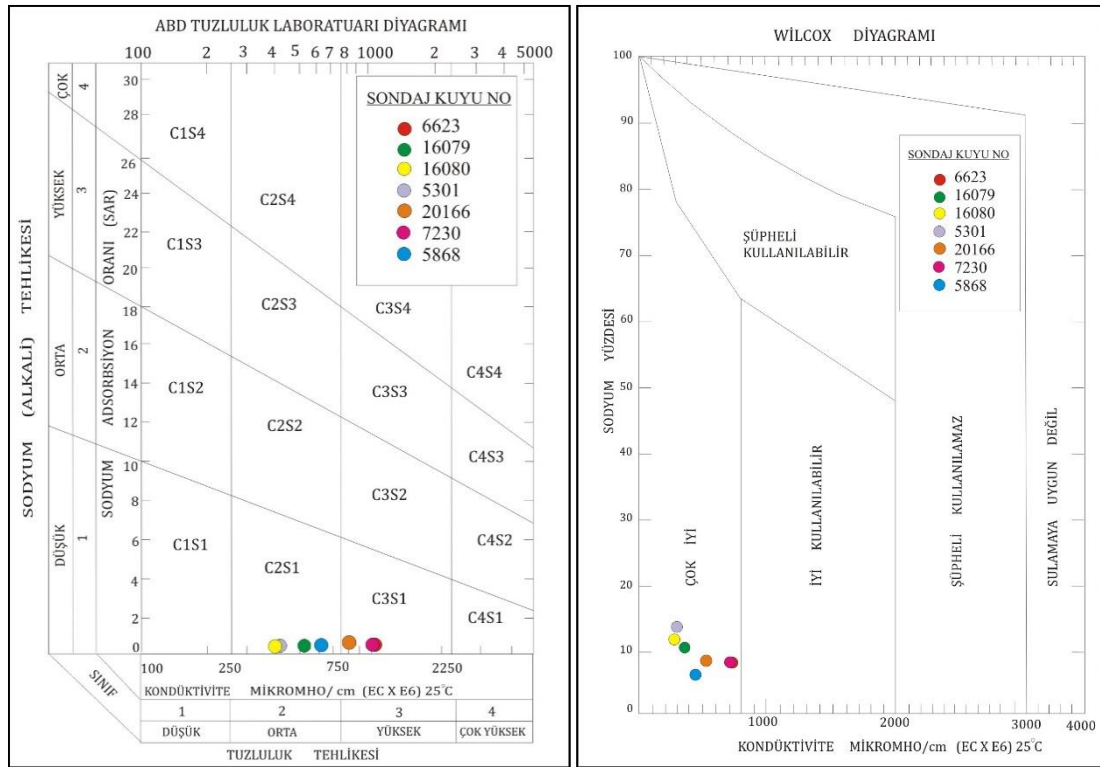 ABD TUZLULUK LABORATUARI DİYAGRAMI
100 2 3 4 5 6 7 8 1000 2 3 4 5000
SODYUM (ALKALİ) TEHLİKESİ
ÇOK
YÜKSEK
ORTA
DÜŞÜK
4
3
2
1
SODYUM ADSORBSİYON ORANI (SAR)
30
28
26
24
22
20
18
16
14
12
10
8
6
4
2
0
C1S4
C2S4
C1S3
C2S3
C3S4
C4S4
C1S2
C3S3
C2S2
C4S3
C3S2
C1S1
C4S2
C2S1
C3S1
C4S1
SONDAJ KUYU NO
6623
16079
16080
5301
20166
7230
5868
100 250 750 2250
KONDÜKTİVİTE MİKROMHO/ cm (EC X E6) 25°C
SINIF
1 2 3 4
DÜŞÜK ORTA YÜKSEK ÇOK YÜKSEK
TUZLULUK TEHLİKESİ
WİLCOX DİYAGRAMI
SODYUM YÜZDESİ
100
90
80
70
60
50
40
30
20
10
0
SONDAJ KUYU NO
6623
16079
16080
5301
20166
7230
5868
ŞÜPHELİ
KULLANILABİLİR
ÇOK İYİ
İYİ KULLANILABİLİR
ŞÜPHELİ KULLANILAMAZ
SULAMAYA UYGUN DEĞİL
1000 2000 3000 4000
KONDÜKTİVİTE MİKROMHO/cm (EC X E6) 25°C